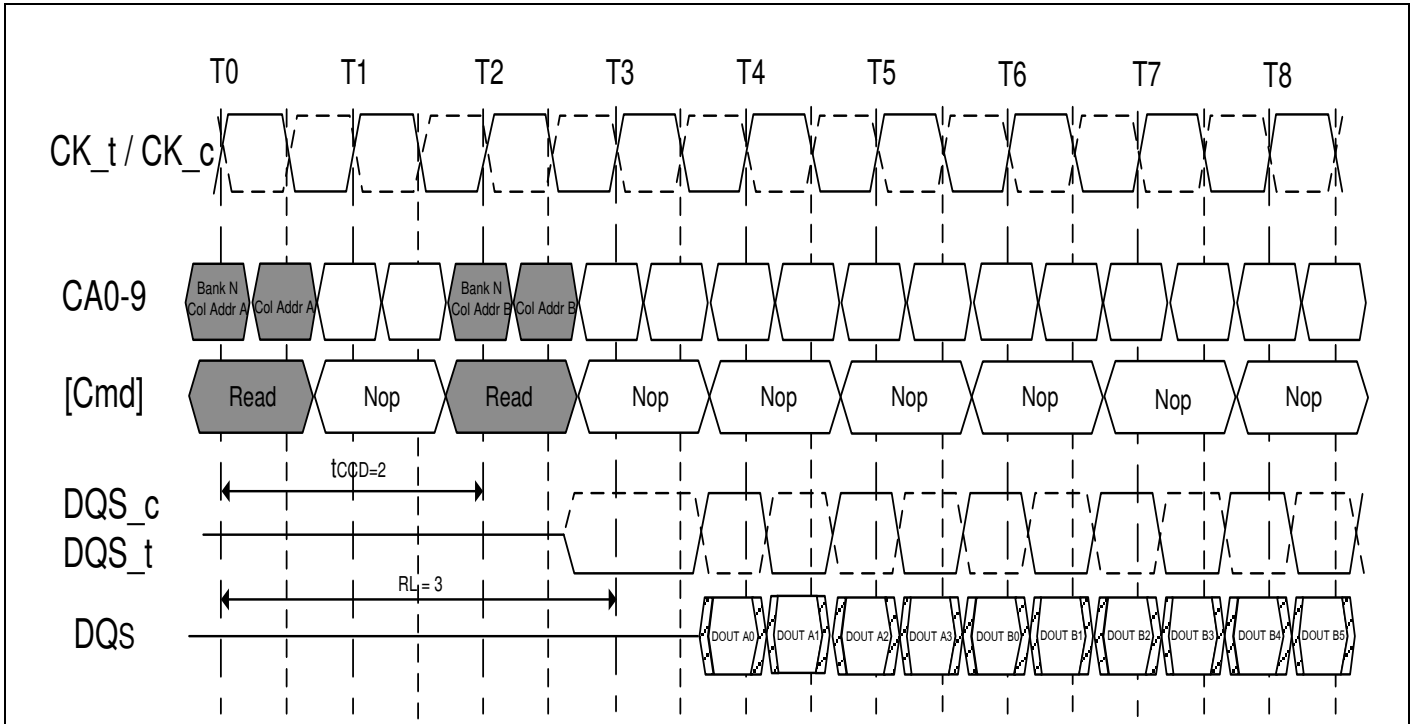 T0 T1 T2 T3 T4 T5 T6 T7 T8
CK_t / CK_c
CA0-9
Bank N
Col Addr A
Col Addr A
Bank N
Col Addr B
Col Addr B
[Cmd]
Read Nop Read Nop Nop Nop Nop Nop Nop
tCCD=2
DQS_c
DQS_t
RL = 3
DQs
DOUT A0 DOUT A1 DOUT A2 DOUT A3 DOUT B0 DOUT B1 DOUT B2 DOUT B3 DOUT B4 DOUT B5